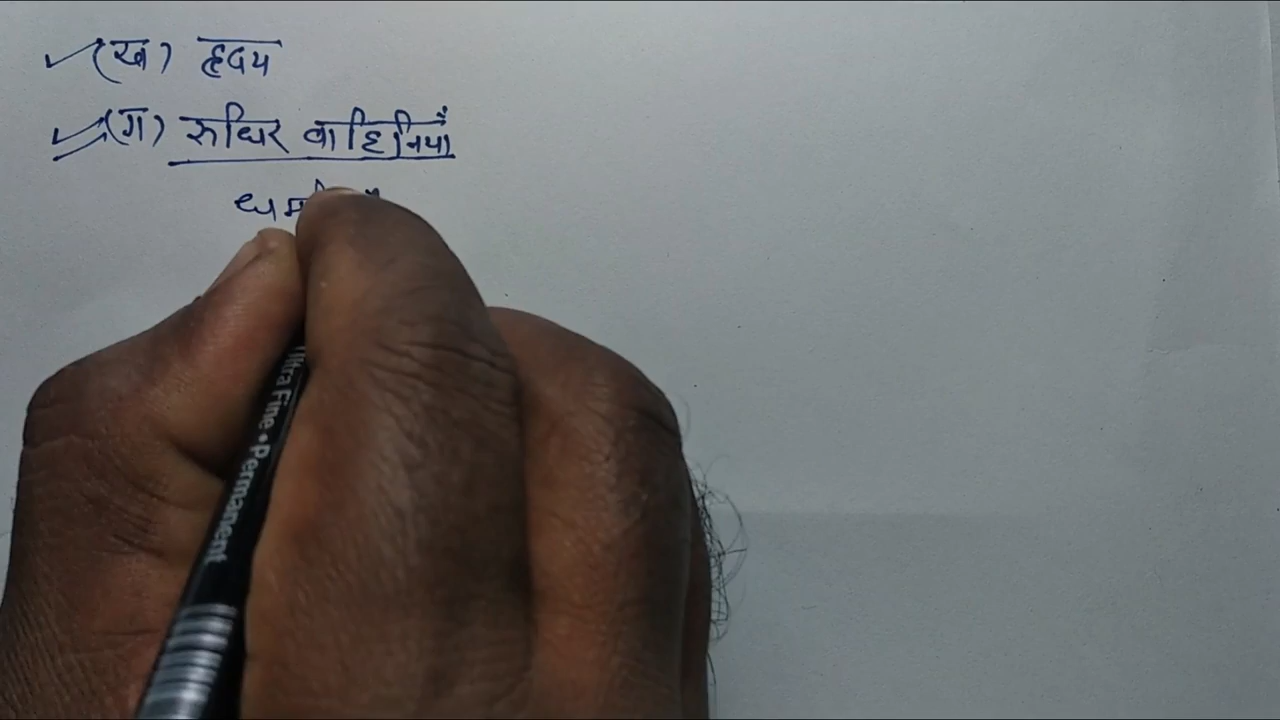 (ख) हृदय
(ग) रुधिर वाहिनियाँ
Ultra Fine • Permanent